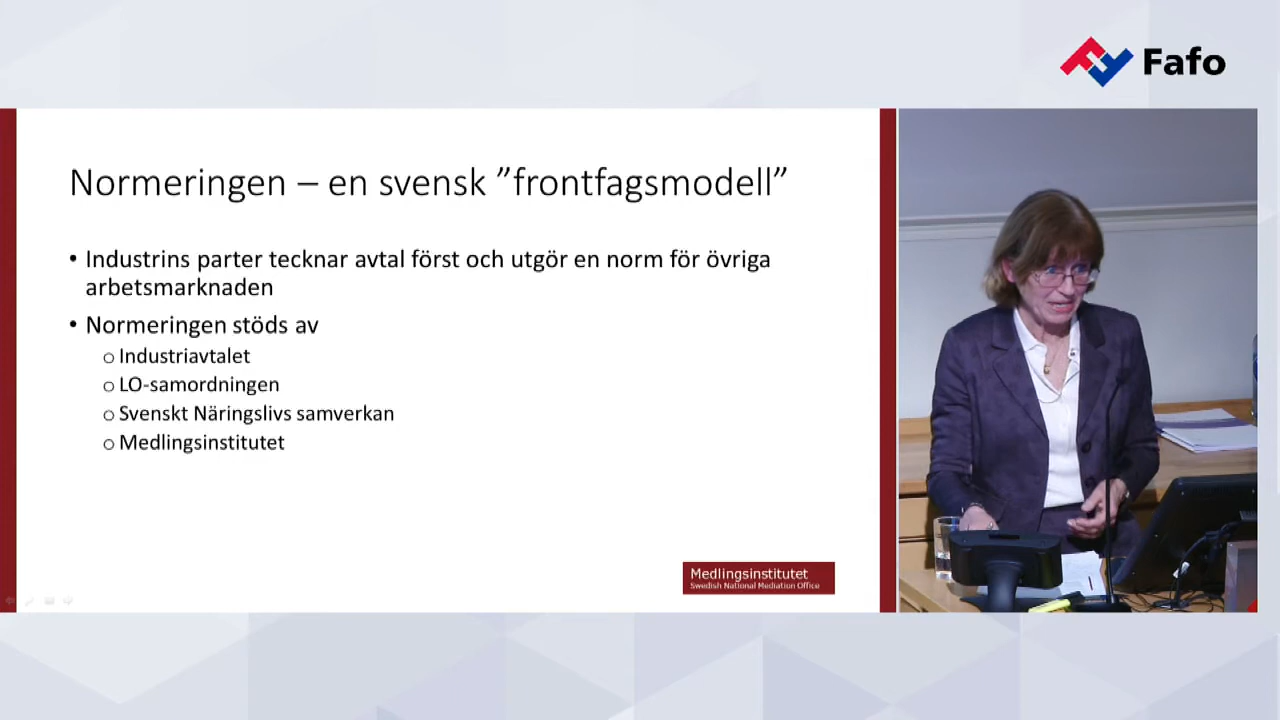 Fafo
Normeringen – en svensk ”frontfagsmodell”
• Industrins parter tecknar avtal först och utgör en norm för övriga
arbetsmarknaden
• Normeringen stöds av
o Industriavtalet
o LO-samordningen
o Svenskt Näringslivs samverkan
o Medlingsinstitutet
Medlingsinstitutet
Swedish National Mediation Office